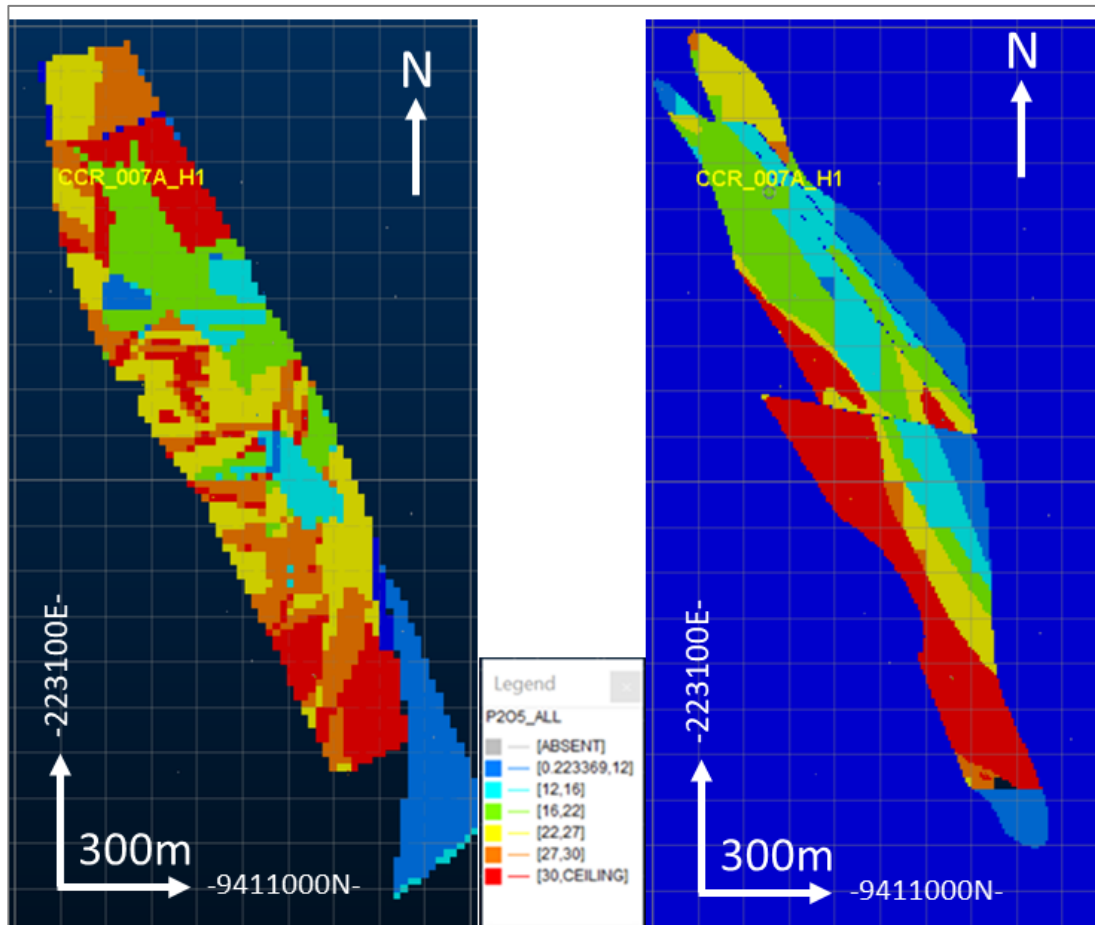 N
CCR_007A_H1
-223100E-
300m
-9411000N-
Legend
P2O5_ALL
[ABSENT]
[0.223369,12]
[12,16]
[16,22]
[22,27]
[27,30]
[30,CEILING]
N
CCR_007A_H1
-223100E-
300m
-9411000N-